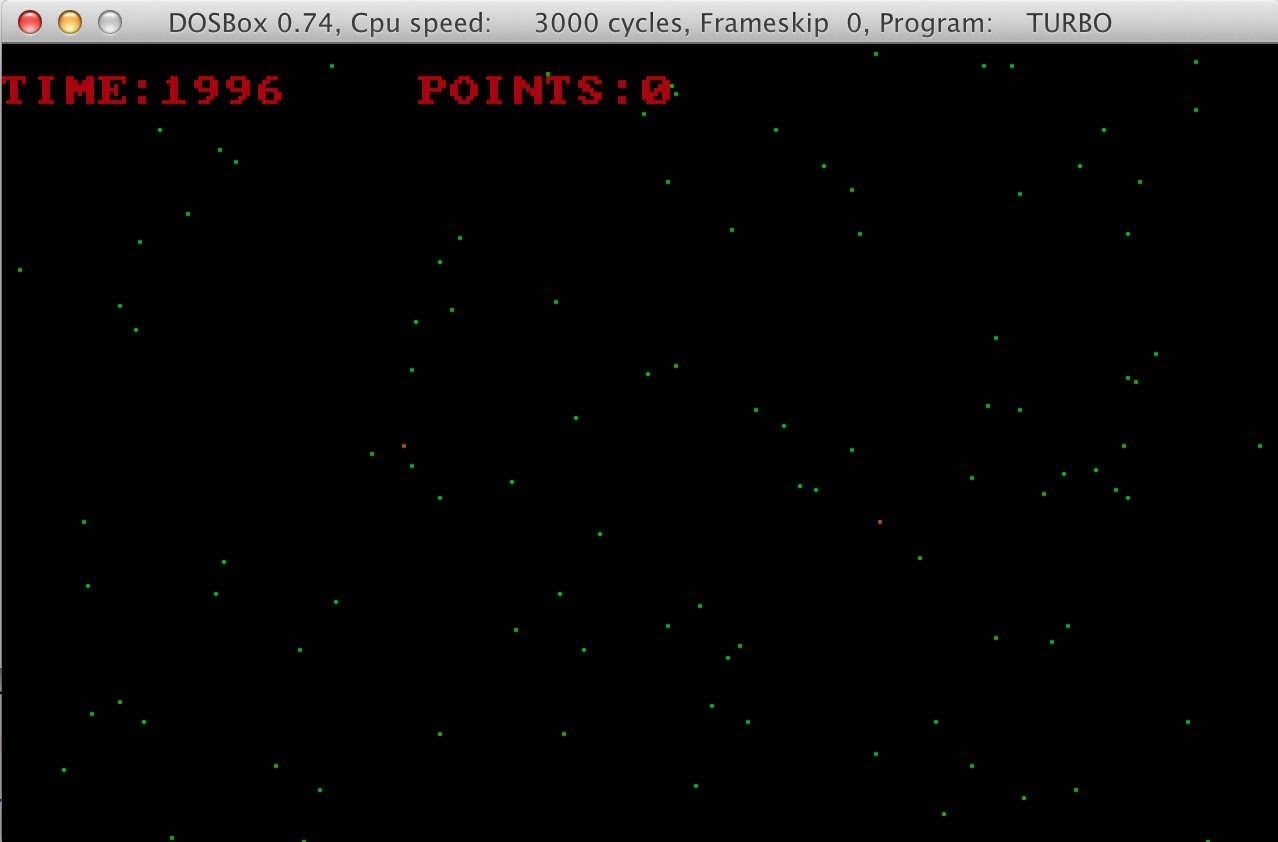 DOSBox 0.74, Cpu speed: 3000 cycles, Frameskip 0, Program: TURBO
TIME:1996 POINTS:0